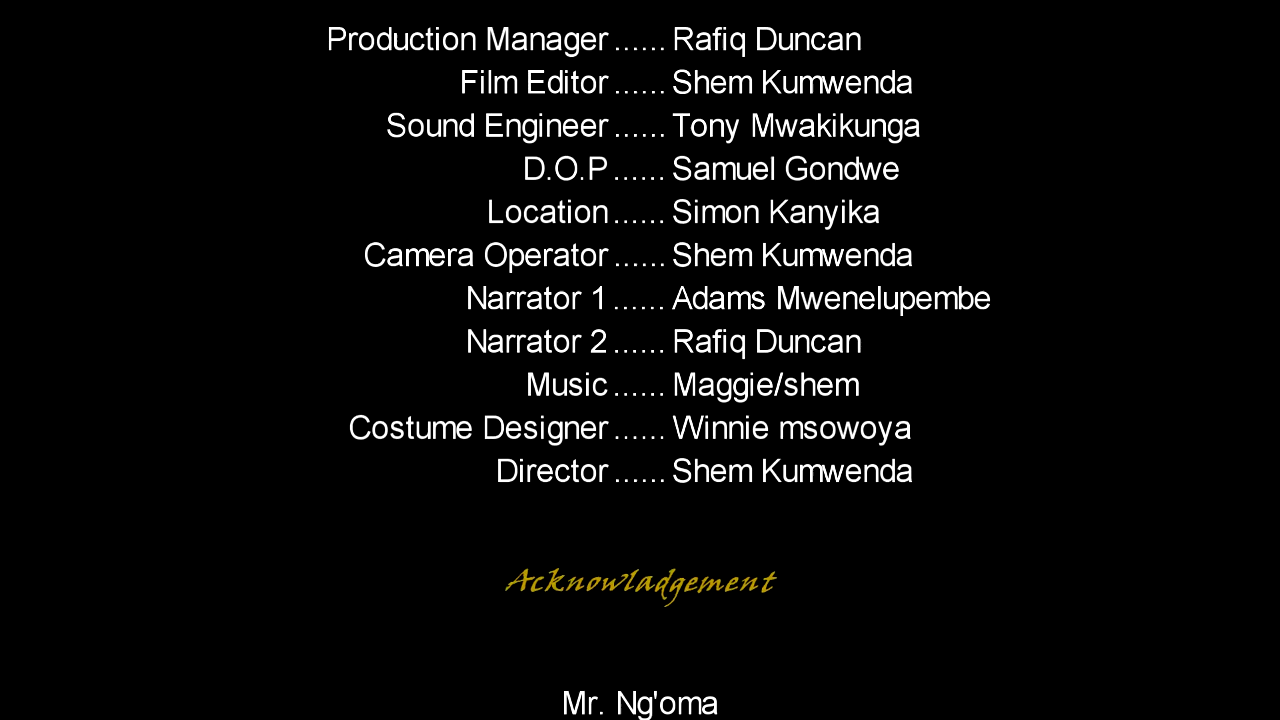 Production Manager ...... Rafiq Duncan
Film Editor ...... Shem Kumwenda
Sound Engineer ...... Tony Mwakikunga
D.O.P ...... Samuel Gondwe
Location ...... Simon Kanyika
Camera Operator ...... Shem Kumwenda
Narrator 1 ...... Adams Mwenelupembe
Narrator 2 ...... Rafiq Duncan
Music ...... Maggie/shem
Costume Designer ...... Winnie msowoya
Director ...... Shem Kumwenda
Acknowladgement
Mr. Ng'oma